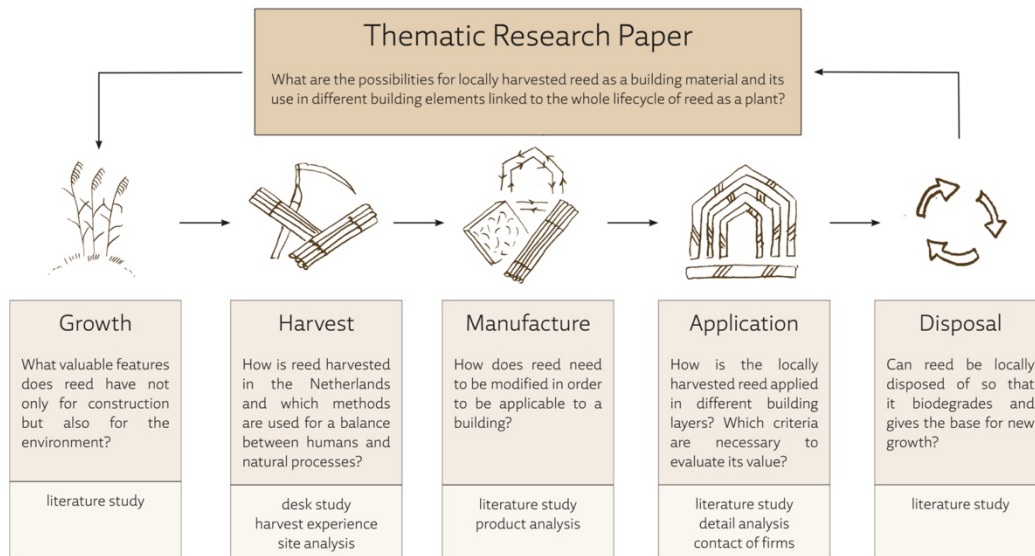 Thematic Research Paper
What are the possibilities for locally harvested reed as a building material and its
use in different building elements linked to the whole lifecycle of reed as a plant?
Growth
What valuable features
does reed have not
only for construction
but also for the
environment?
literature study
Harvest
How is reed harvested
in the Netherlands
and which methods
are used for a balance
between humans and
natural processes?
desk study
harvest experience
site analysis
Manufacture
How does reed need
to be modified in order
to be applicable to a
building?
literature study
product analysis
Application
How is the locally
harvested reed applied
in different building
layers? Which criteria
are necessary to
evaluate its value?
literature study
detail analysis
contact of firms
Disposal
Can reed be locally
disposed of so that
it biodegrades and
gives the base for new
growth?
literature study